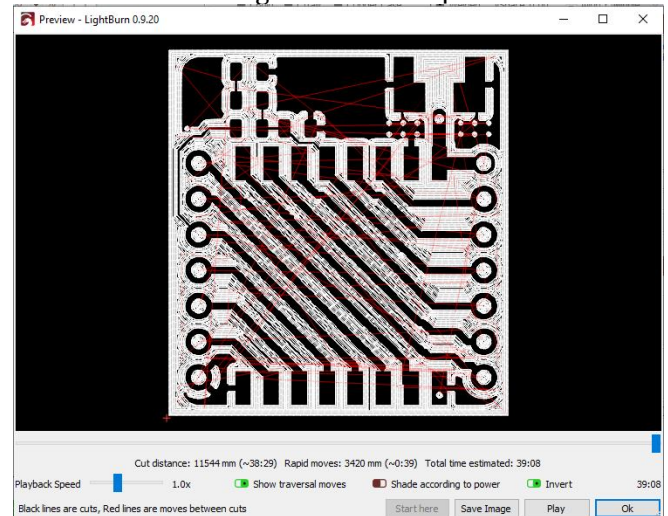 Preview - LightBurn 0.9.20
Cut distance: 11544 mm (~38:29) Rapid moves: 3420 mm (~0:39) Total time estimated: 39:08
Playback Speed 1.0x Show traversal moves Shade according to power Invert 39:08
Black lines are cuts, Red lines are moves between cuts Start here Save Image Play Ok